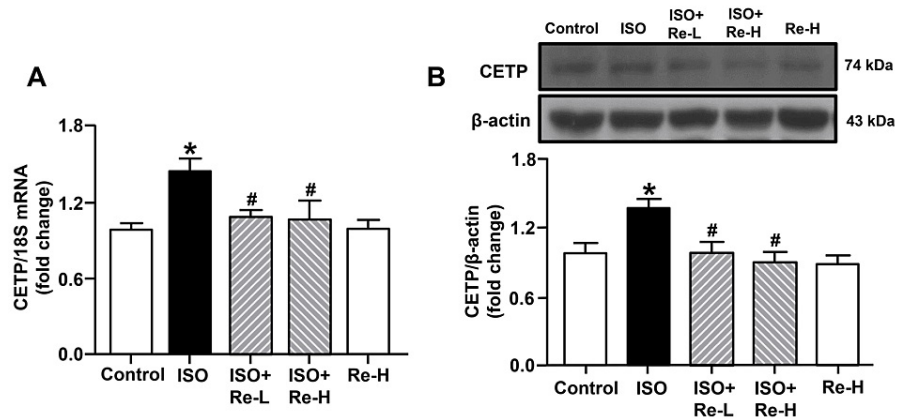 A
CETP/18S mRNA
(fold change)
1.8
1.2
0.6
0.0
*
#
#
Control
ISO
ISO+
Re-L
ISO+
Re-H
Re-H
B
Control
ISO
ISO+
Re-L
ISO+
Re-H
Re-H
CETP
74 kDa
β-actin
43 kDa
CETP/β-actin
(fold change)
1.8
1.2
0.6
0.0
*
#
#
Control
ISO
ISO+
Re-L
ISO+
Re-H
Re-H